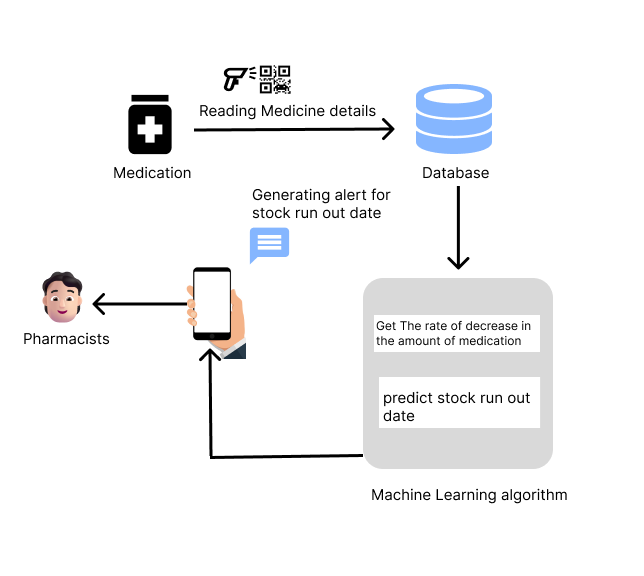 Reading Medicine details
Medication
Database
Generating alert for
stock run out date
Pharmacists
Get The rate of decrease in
the amount of medication
predict stock run out
date
Machine Learning algorithm